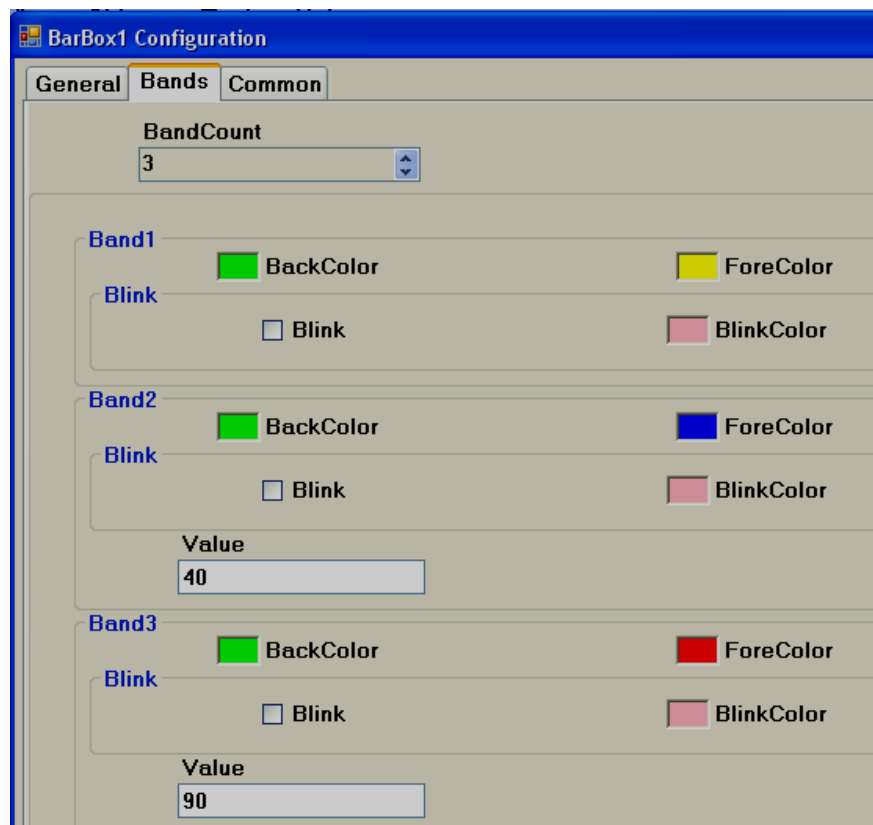 BarBox1 Configuration
General Bands Common
BandCount
3
Band1
BackColor ForeColor
Blink
Blink BlinkColor
Band2
BackColor ForeColor
Blink
Blink BlinkColor
Value
40
Band3
BackColor ForeColor
Blink
Blink BlinkColor
Value
90